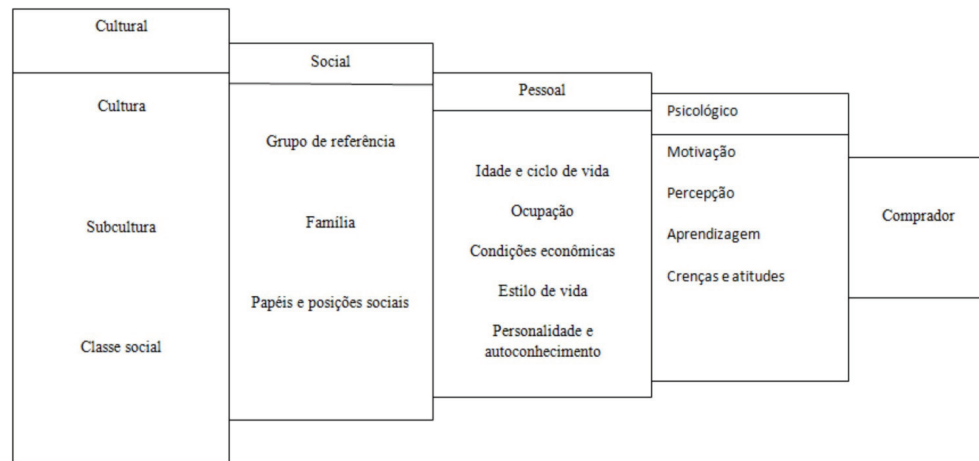 Cultural
Cultura
Subcultura
Classe social
Social
Grupo de referência
Família
Papéis e posições sociais
Pessoal
Idade e ciclo de vida
Ocupação
Condições econômicas
Estilo de vida
Personalidade e
autoconhecimento
Psicológico
Motivação
Percepção
Aprendizagem
Crenças e atitudes
Comprador